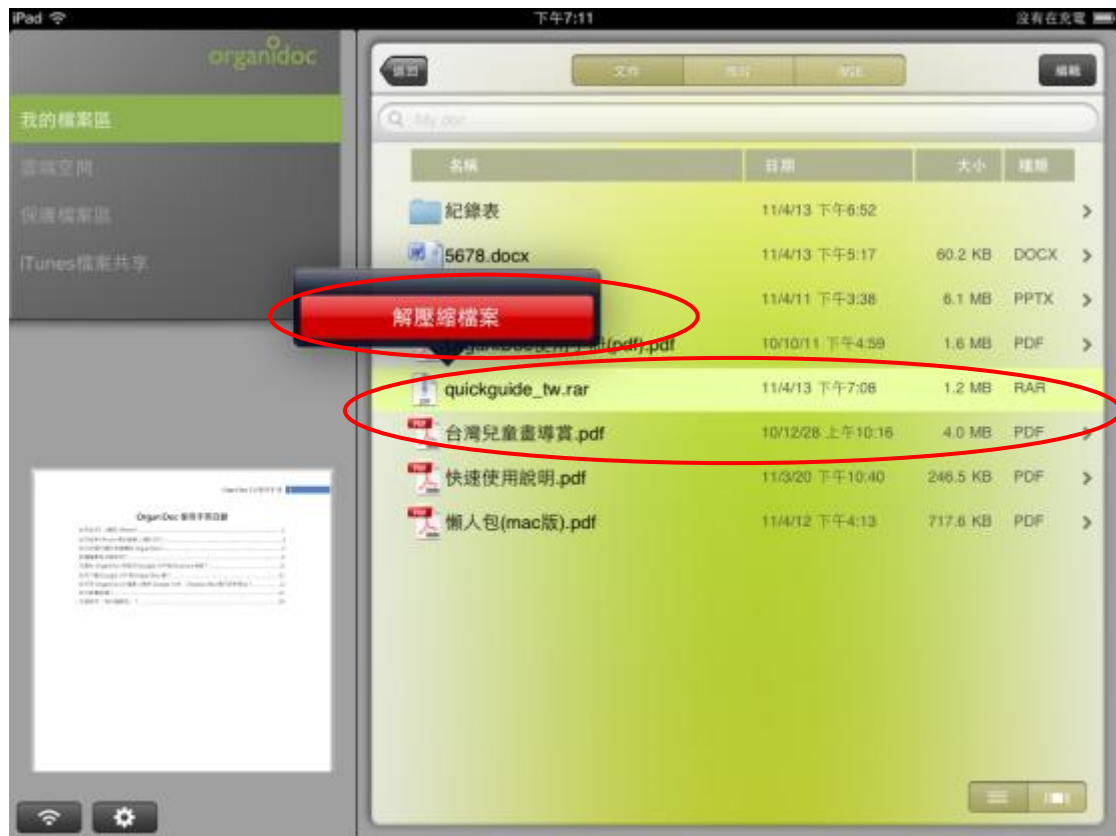 iPad 下午7:11 沒有在充電
organidoc
返回 文件 照片 編輯
我的檔案區
My doc
雲端空間
名稱 日期 大小 種類
保護檔案區
紀錄表 11/4/13 下午6:52
iTunes檔案共享
5678.docx 11/4/13 下午5:17 60.2 KB DOCX
解壓縮檔案
11/4/11 下午3:38 6.1 MB PPTX
(pdf).pdf 10/10/11 下午4:59 1.6 MB PDF
quickguide_tw.rar 11/4/13 下午7:08 1.2 MB RAR
台灣兒童畫導賞.pdf 10/12/28 上午10:16 4.0 MB PDF
快速使用說明.pdf 11/3/20 下午10:40 246.5 KB PDF
懶人包(mac版).pdf 11/4/12 下午4:13 717.6 KB PDF
OrganiDoc 使用手冊目錄